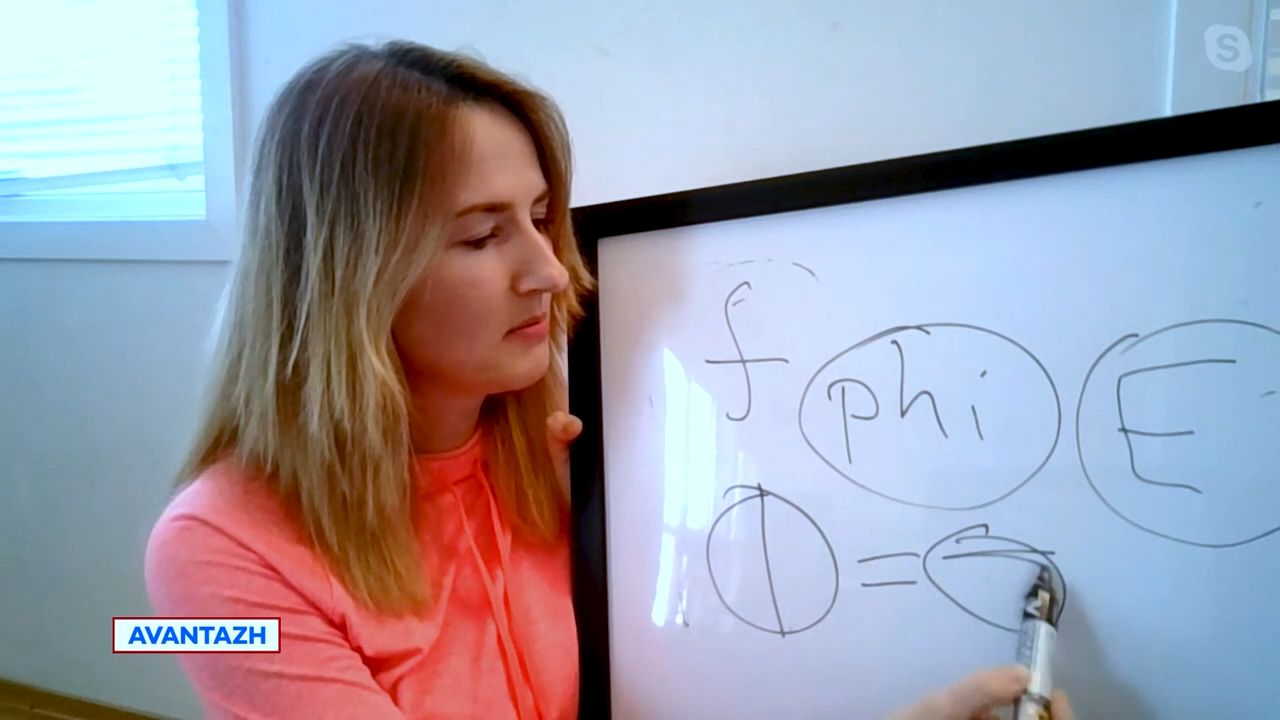 S
f phi E
Φ =
AVANTAZH